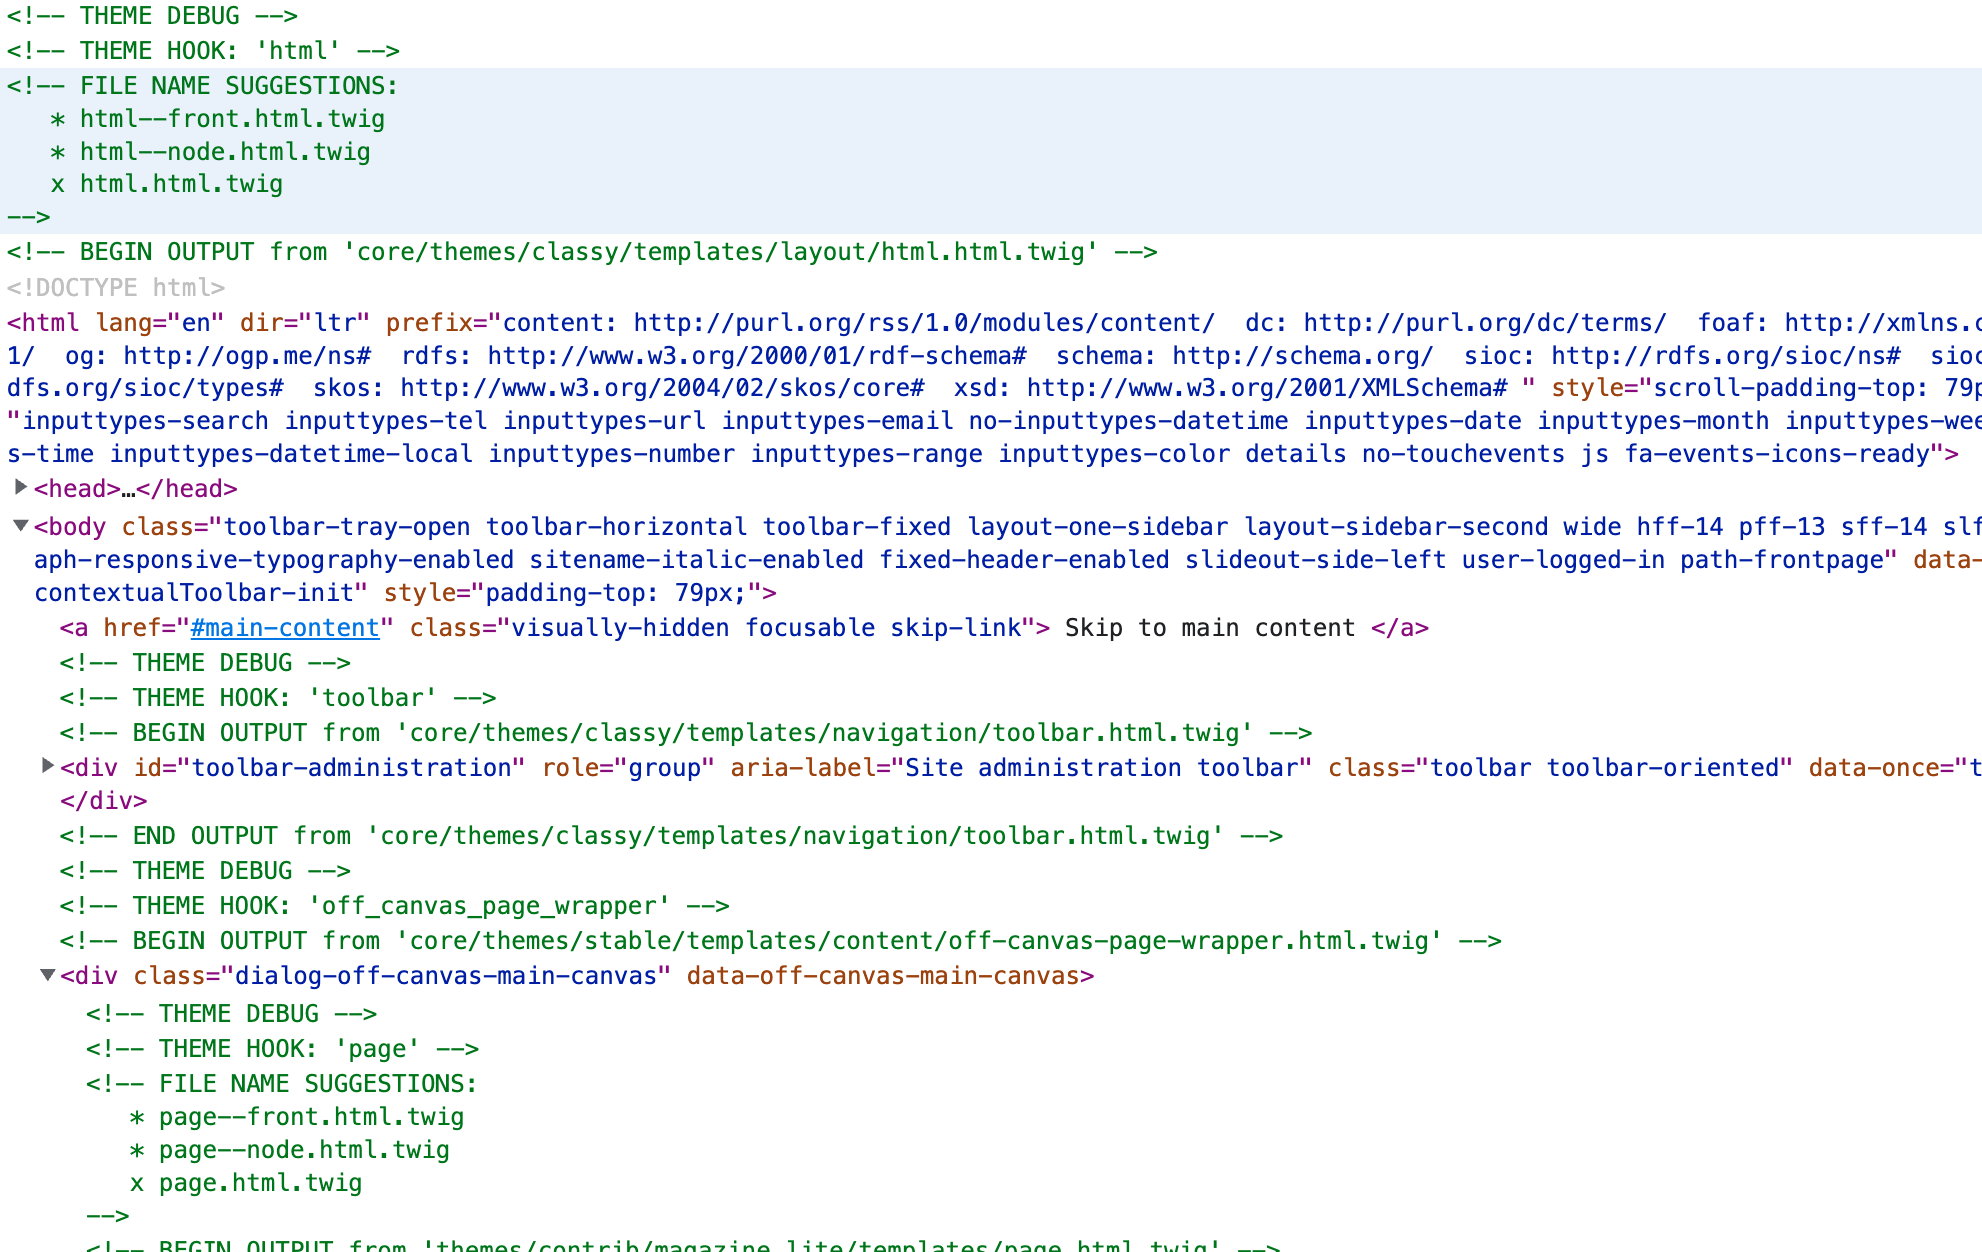 <!-- THEME DEBUG -->
<!-- THEME HOOK: 'html' -->
<!-- FILE NAME SUGGESTIONS:
* html--front.html.twig
* html--node.html.twig
x html.html.twig
-->
<!-- BEGIN OUTPUT from 'core/themes/classy/templates/layout/html.html.twig' -->
<!DOCTYPE html>
<html lang="en" dir="ltr" prefix="content: http://purl.org/rss/1.0/modules/content/  dc: http://purl.org/dc/terms/  foaf: http://xmlns.c
1/  og: http://ogp.me/ns#  rdfs: http://www.w3.org/2000/01/rdf-schema#  schema: http://schema.org/  sioc: http://rdfs.org/sioc/ns#  sioc
dfs.org/sioc/types#  skos: http://www.w3.org/2004/02/skos/core#  xsd: http://www.w3.org/2001/XMLSchema# " style="scroll-padding-top: 79p
"inputtypes-search inputtypes-tel inputtypes-url inputtypes-email no-inputtypes-datetime inputtypes-date inputtypes-month inputtypes-wee
s-time inputtypes-datetime-local inputtypes-number inputtypes-range inputtypes-color details no-touchevents js fa-events-icons-ready">
<head>…</head>
<body class="toolbar-tray-open toolbar-horizontal toolbar-fixed layout-one-sidebar layout-sidebar-second wide hff-14 pff-13 sff-14 slf
aph-responsive-typography-enabled sitename-italic-enabled fixed-header-enabled slideout-side-left user-logged-in path-frontpage" data-
contextualToolbar-init" style="padding-top: 79px;">
<a href="#main-content" class="visually-hidden focusable skip-link"> Skip to main content </a>
<!-- THEME DEBUG -->
<!-- THEME HOOK: 'toolbar' -->
<!-- BEGIN OUTPUT from 'core/themes/classy/templates/navigation/toolbar.html.twig' -->
<div id="toolbar-administration" role="group" aria-label="Site administration toolbar" class="toolbar toolbar-oriented" data-once="t
</div>
<!-- END OUTPUT from 'core/themes/classy/templates/navigation/toolbar.html.twig' -->
<!-- THEME DEBUG -->
<!-- THEME HOOK: 'off_canvas_page_wrapper' -->
<!-- BEGIN OUTPUT from 'core/themes/stable/templates/content/off-canvas-page-wrapper.html.twig' -->
<div class="dialog-off-canvas-main-canvas" data-off-canvas-main-canvas>
<!-- THEME DEBUG -->
<!-- THEME HOOK: 'page' -->
<!-- FILE NAME SUGGESTIONS:
* page--front.html.twig
* page--node.html.twig
x page.html.twig
-->
<!-- BEGIN OUTPUT from 'themes/contrib/magazine_lite/templates/page.html.twig' -->